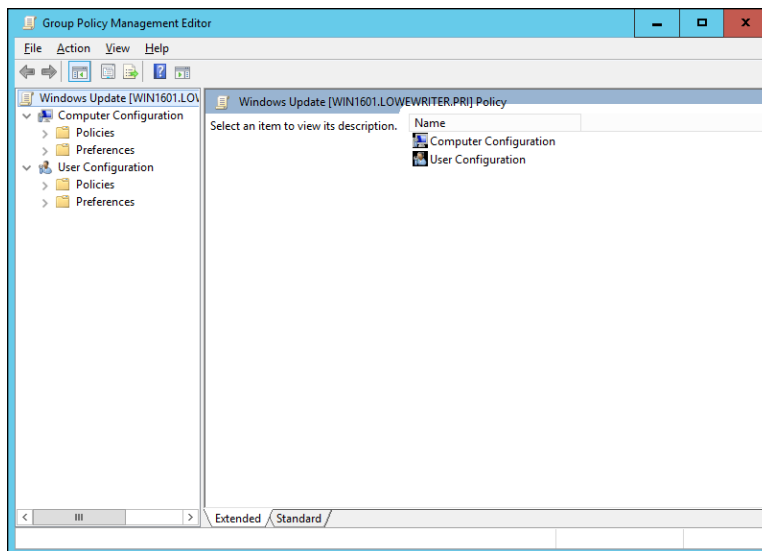 Group Policy Management Editor
File Action View Help
Windows Update [WIN1601.LOW
Computer Configuration
Policies
Preferences
User Configuration
Policies
Preferences
Windows Update [WIN1601.LOWEWRITER.PRI] Policy
Select an item to view its description.
Name
Computer Configuration
User Configuration
Extended Standard